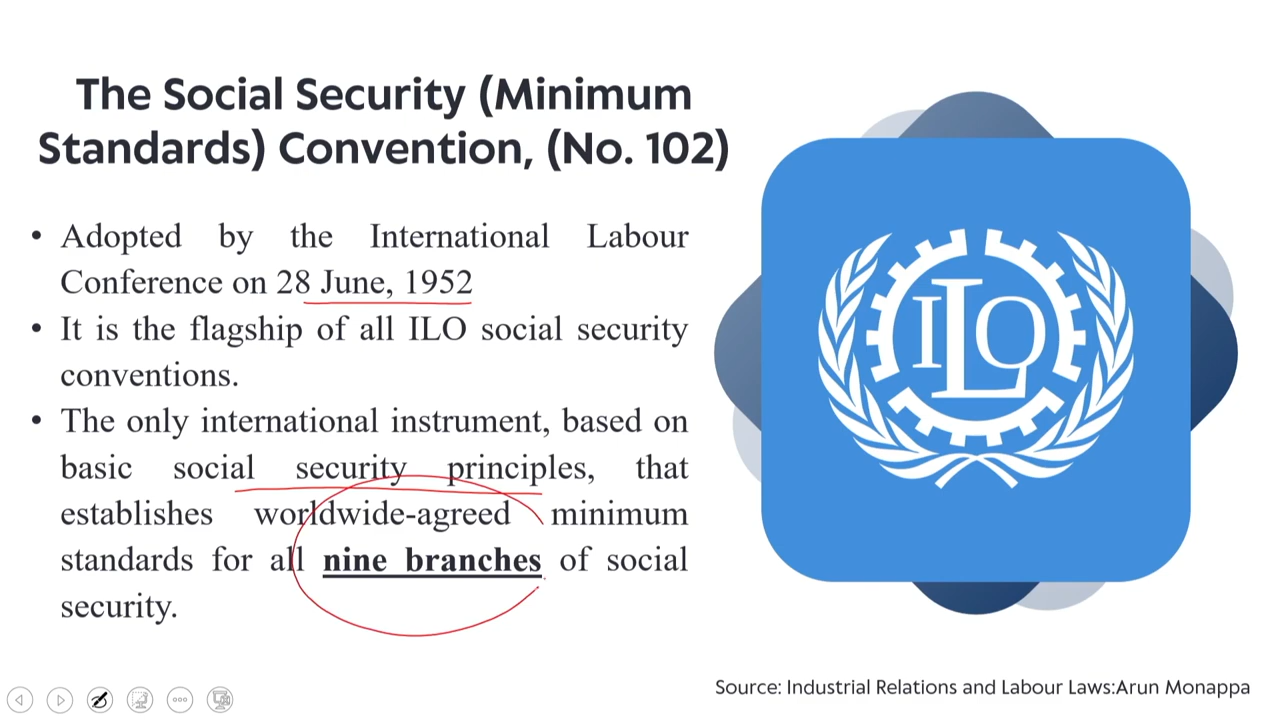 The Social Security (Minimum
Standards) Convention, (No. 102)
• Adopted by the International Labour
Conference on 28 June, 1952
• It is the flagship of all ILO social security
conventions.
• The only international instrument, based on
basic social security principles, that
establishes worldwide-agreed minimum
standards for all nine branches of social
security.
ILO
Source: Industrial Relations and Labour Laws:Arun Monappa